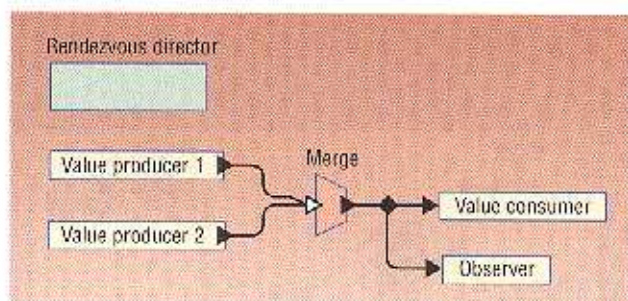 Rendezvous director
Value producer 1
Merge
Value consumer
Value producer 2
Observer